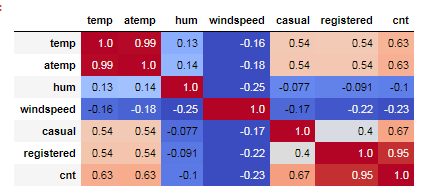 temp atemp hum windspeed casual registered cnt
temp 1.0 0.99 0.13 -0.16 0.54 0.54 0.63
atemp 0.99 1.0 0.14 -0.18 0.54 0.54 0.63
hum 0.13 0.14 1.0 -0.25 -0.077 -0.091 -0.1
windspeed -0.16 -0.18 -0.25 1.0 -0.17 -0.22 -0.23
casual 0.54 0.54 -0.077 -0.17 1.0 0.4 0.67
registered 0.54 0.54 -0.091 -0.22 0.4 1.0 0.95
cnt 0.63 0.63 -0.1 -0.23 0.67 0.95 1.0